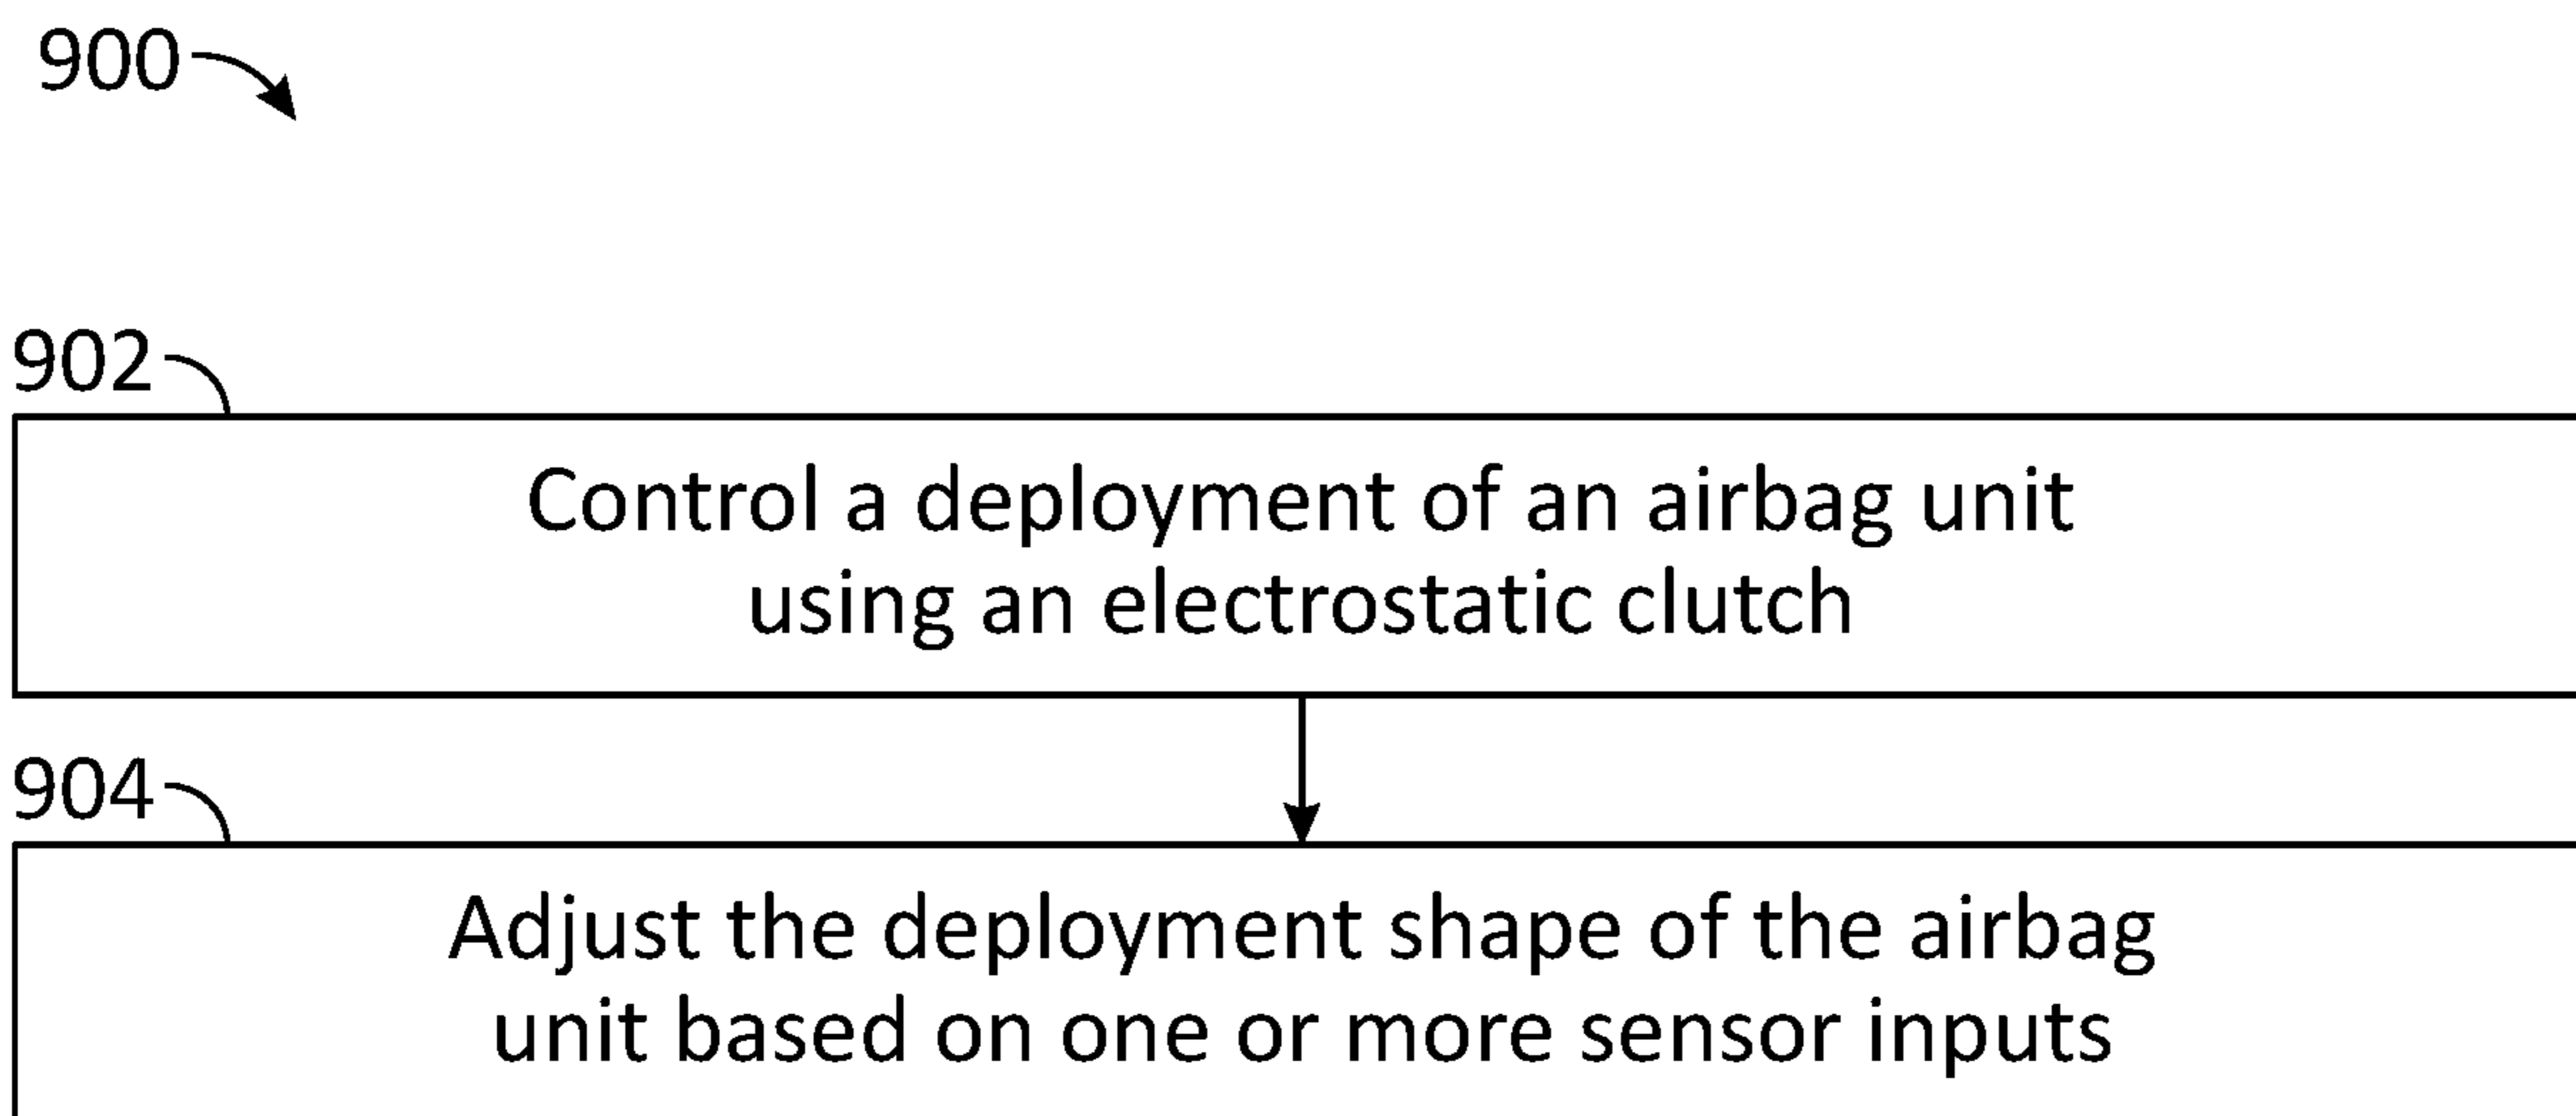 900
902
Control a deployment of an airbag unit
using an electrostatic clutch
904
Adjust the deployment shape of the airbag
unit based on one or more sensor inputs